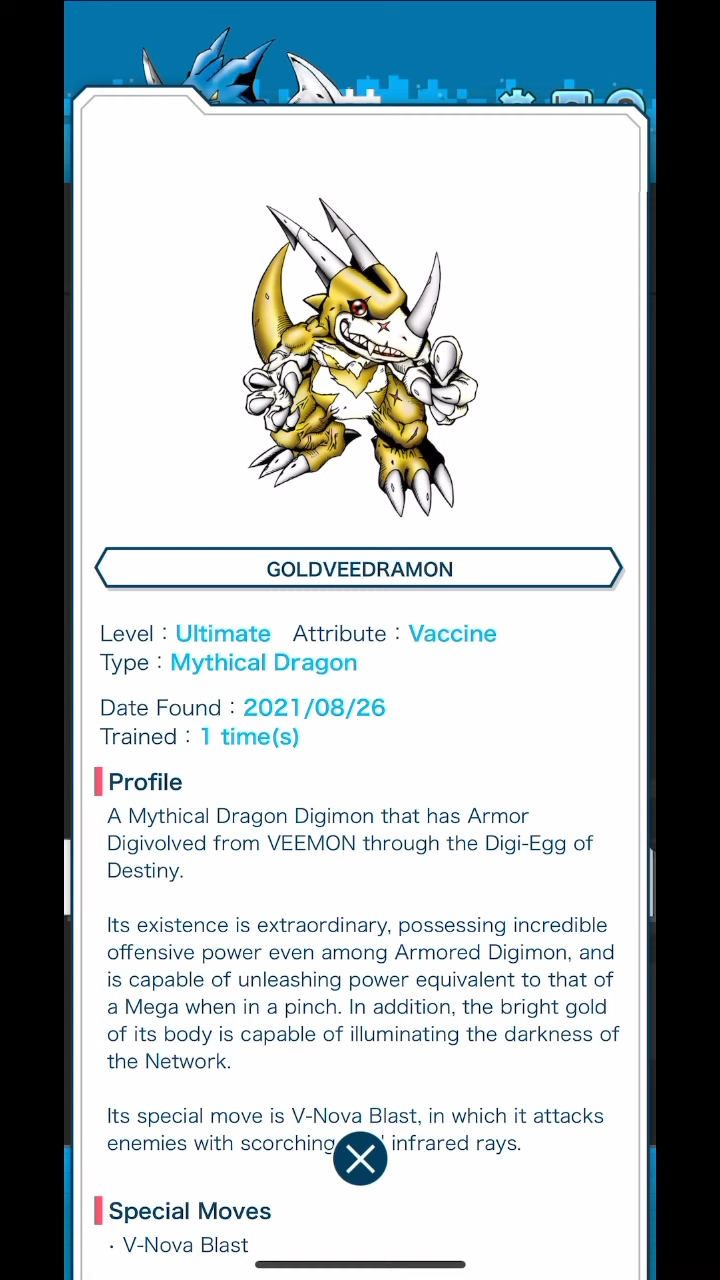 GOLDVEEDRAMON
Level : Ultimate Attribute : Vaccine
Type : Mythical Dragon
Date Found : 2021/08/26
Trained : 1 time(s)
Profile
A Mythical Dragon Digimon that has Armor
Digivolved from VEEMON through the Digi-Egg of
Destiny.
Its existence is extraordinary, possessing incredible
offensive power even among Armored Digimon, and
is capable of unleashing power equivalent to that of
a Mega when in a pinch. In addition, the bright gold
of its body is capable of illuminating the darkness of
the Network.
Its special move is V-Nova Blast, in which it attacks
enemies with scorching infrared rays.
Special Moves
· V-Nova Blast